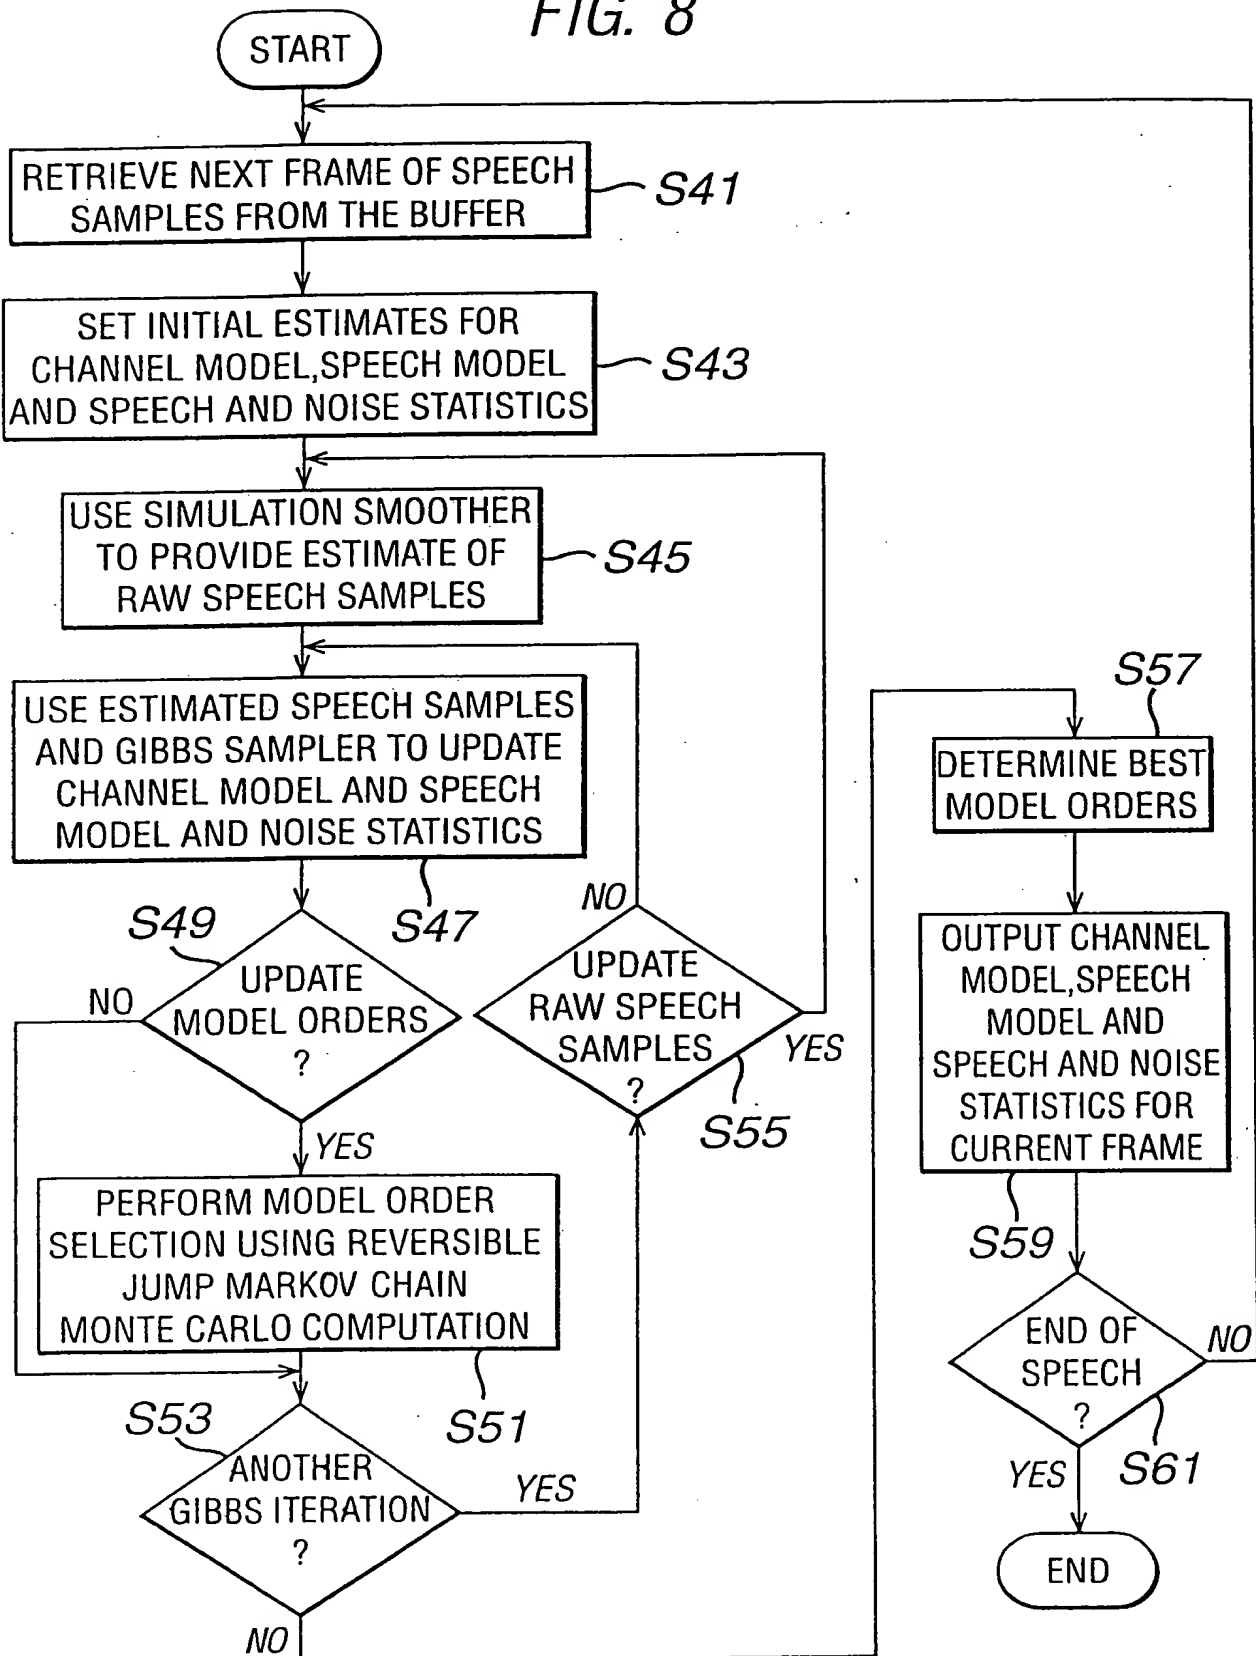 FIG. 8
START
RETRIEVE NEXT FRAME OF SPEECH
SAMPLES FROM THE BUFFER
S41
SET INITIAL ESTIMATES FOR
CHANNEL MODEL,SPEECH MODEL
AND SPEECH AND NOISE STATISTICS
S43
USE SIMULATION SMOOTHER
TO PROVIDE ESTIMATE OF
RAW SPEECH SAMPLES
S45
USE ESTIMATED SPEECH SAMPLES
AND GIBBS SAMPLER TO UPDATE
CHANNEL MODEL AND SPEECH
MODEL AND NOISE STATISTICS
S47
S49
UPDATE
MODEL ORDERS
?
NO
YES
PERFORM MODEL ORDER
SELECTION USING REVERSIBLE
JUMP MARKOV CHAIN
MONTE CARLO COMPUTATION
S51
S53
ANOTHER
GIBBS ITERATION
?
YES
NO
NO
UPDATE
RAW SPEECH
SAMPLES
?
YES
S55
S57
DETERMINE BEST
MODEL ORDERS
OUTPUT CHANNEL
MODEL,SPEECH
MODEL AND
SPEECH AND NOISE
STATISTICS FOR
CURRENT FRAME
S59
END OF
SPEECH
?
NO
S61
YES
END